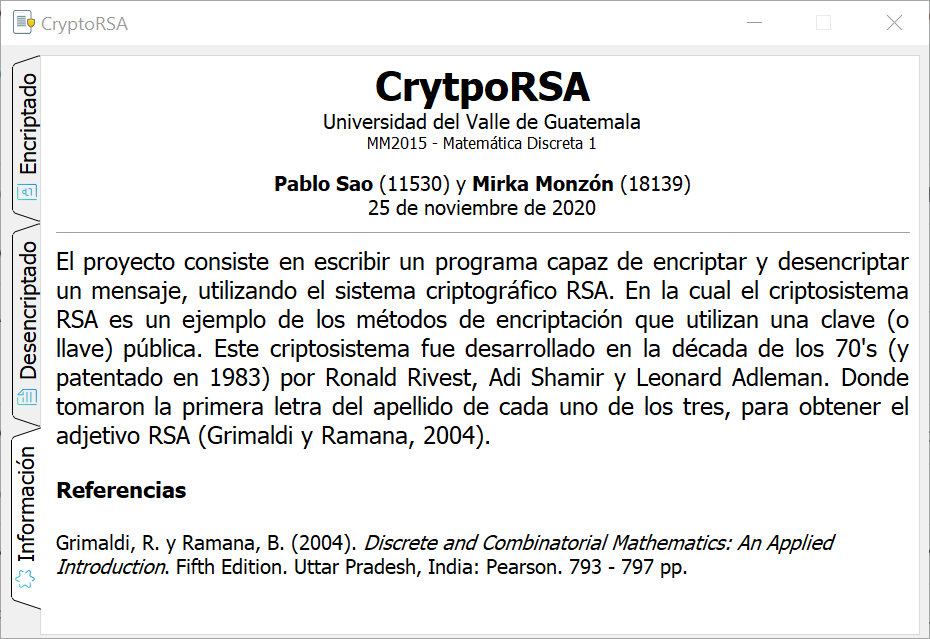 CryptoRSA
Encriptado
Desencriptado
Información
CrytpoRSA
Universidad del Valle de Guatemala
MM2015 - Matemática Discreta 1
Pablo Sao (11530) y Mirka Monzón (18139)
25 de noviembre de 2020
El proyecto consiste en escribir un programa capaz de encriptar y desencriptar
un mensaje, utilizando el sistema criptográfico RSA. En la cual el criptosistema
RSA es un ejemplo de los métodos de encriptación que utilizan una clave (o
llave) pública. Este criptosistema fue desarrollado en la década de los 70's (y
patentado en 1983) por Ronald Rivest, Adi Shamir y Leonard Adleman. Donde
tomaron la primera letra del apellido de cada uno de los tres, para obtener el
adjetivo RSA (Grimaldi y Ramana, 2004).
Referencias
Grimaldi, R. y Ramana, B. (2004). Discrete and Combinatorial Mathematics: An Applied
Introduction. Fifth Edition. Uttar Pradesh, India: Pearson. 793 - 797 pp.